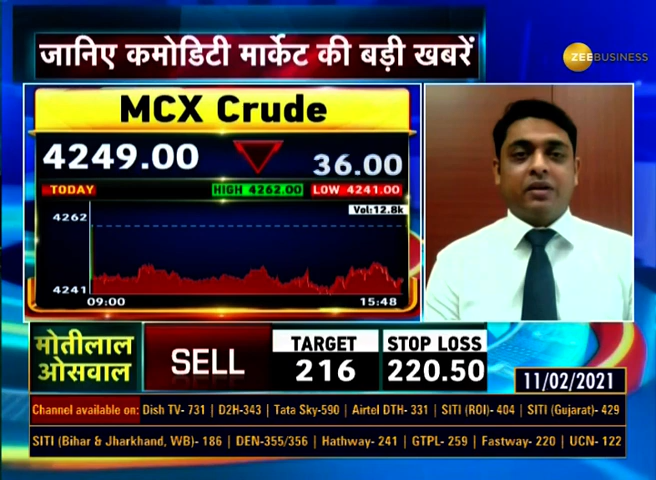 जानिए कमोडिटी मार्केट की बड़ी खबरें
ZEEBUSINESS
MCX Crude
4249.00 36.00
TODAY HIGH 4262.00 LOW 4241.00
Vol:12.8k
4262
4241
09:00 15:48
मोतीलाल
ओसवाल
SELL
TARGET
216
STOP LOSS
220.50
11/02/2021
Channel available on: Dish TV- 731 | D2H-343 | Tata Sky-590 | Airtel DTH- 331 | SITI (ROI)- 404 | SITI (Gujarat)- 429
SITI (Bihar & Jharkhand, WB)- 186 | DEN-355/356 | Hathway- 241 | GTPL- 259 | Fastway- 220 | UCN- 122